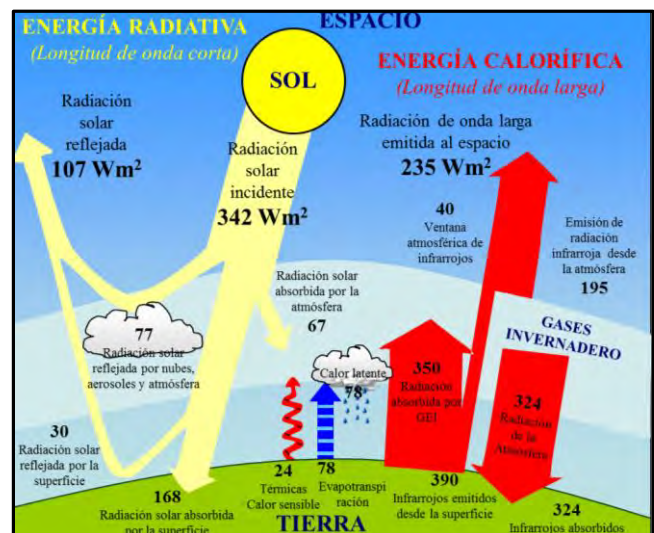 ESPACIO
ENERGÍA RADIATIVA
(Longitud de onda corta)
SOL
ENERGÍA CALORÍFICA
(Longitud de onda larga)
Radiación
solar
reflejada
107 Wm²
Radiación
solar
incidente
342 Wm²
Radiación de onda larga
emitida al espacio
235 Wm²
40
Ventana
atmosférica de
infrarrojos
Emisión de
radiación
infrarroja desde
la atmósfera
195
Radiación solar
absorbida por la
atmósfera
67
77
Radiación solar
reflejada por nubes,
aerosoles y atmósfera
Calor latente
78
350
Radiación
absorbida por
GEI
GASES
INVERNADERO
324
Radiación
de la
Atmósfera
30
Radiación solar
reflejada por la
superficie
168
Radiación solar absorbida
por la superficie
24
Térmicas
Calor sensible
78
Evapotranspi
ración
390
Infrarrojos emitidos
desde la superficie
324
Infrarrojos absorbidos
TIERRA